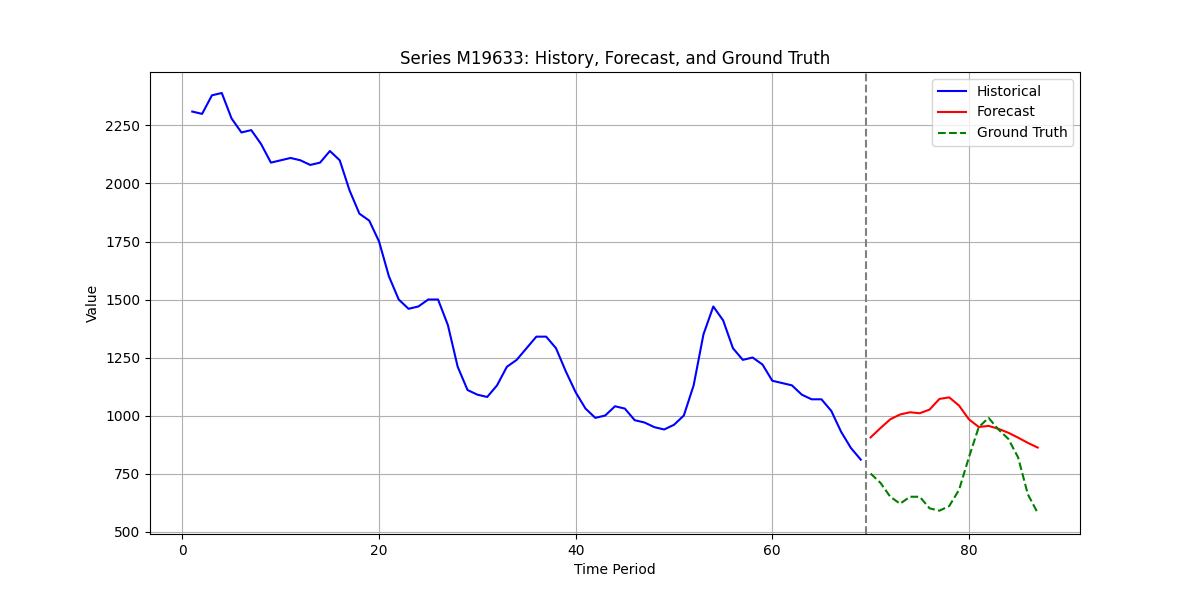 Series M19633: History, Forecast, and Ground Truth
Historical
Forecast
Ground Truth
Value
2250
2000
1750
1500
1250
1000
750
500
0 20 40 60 80
Time Period